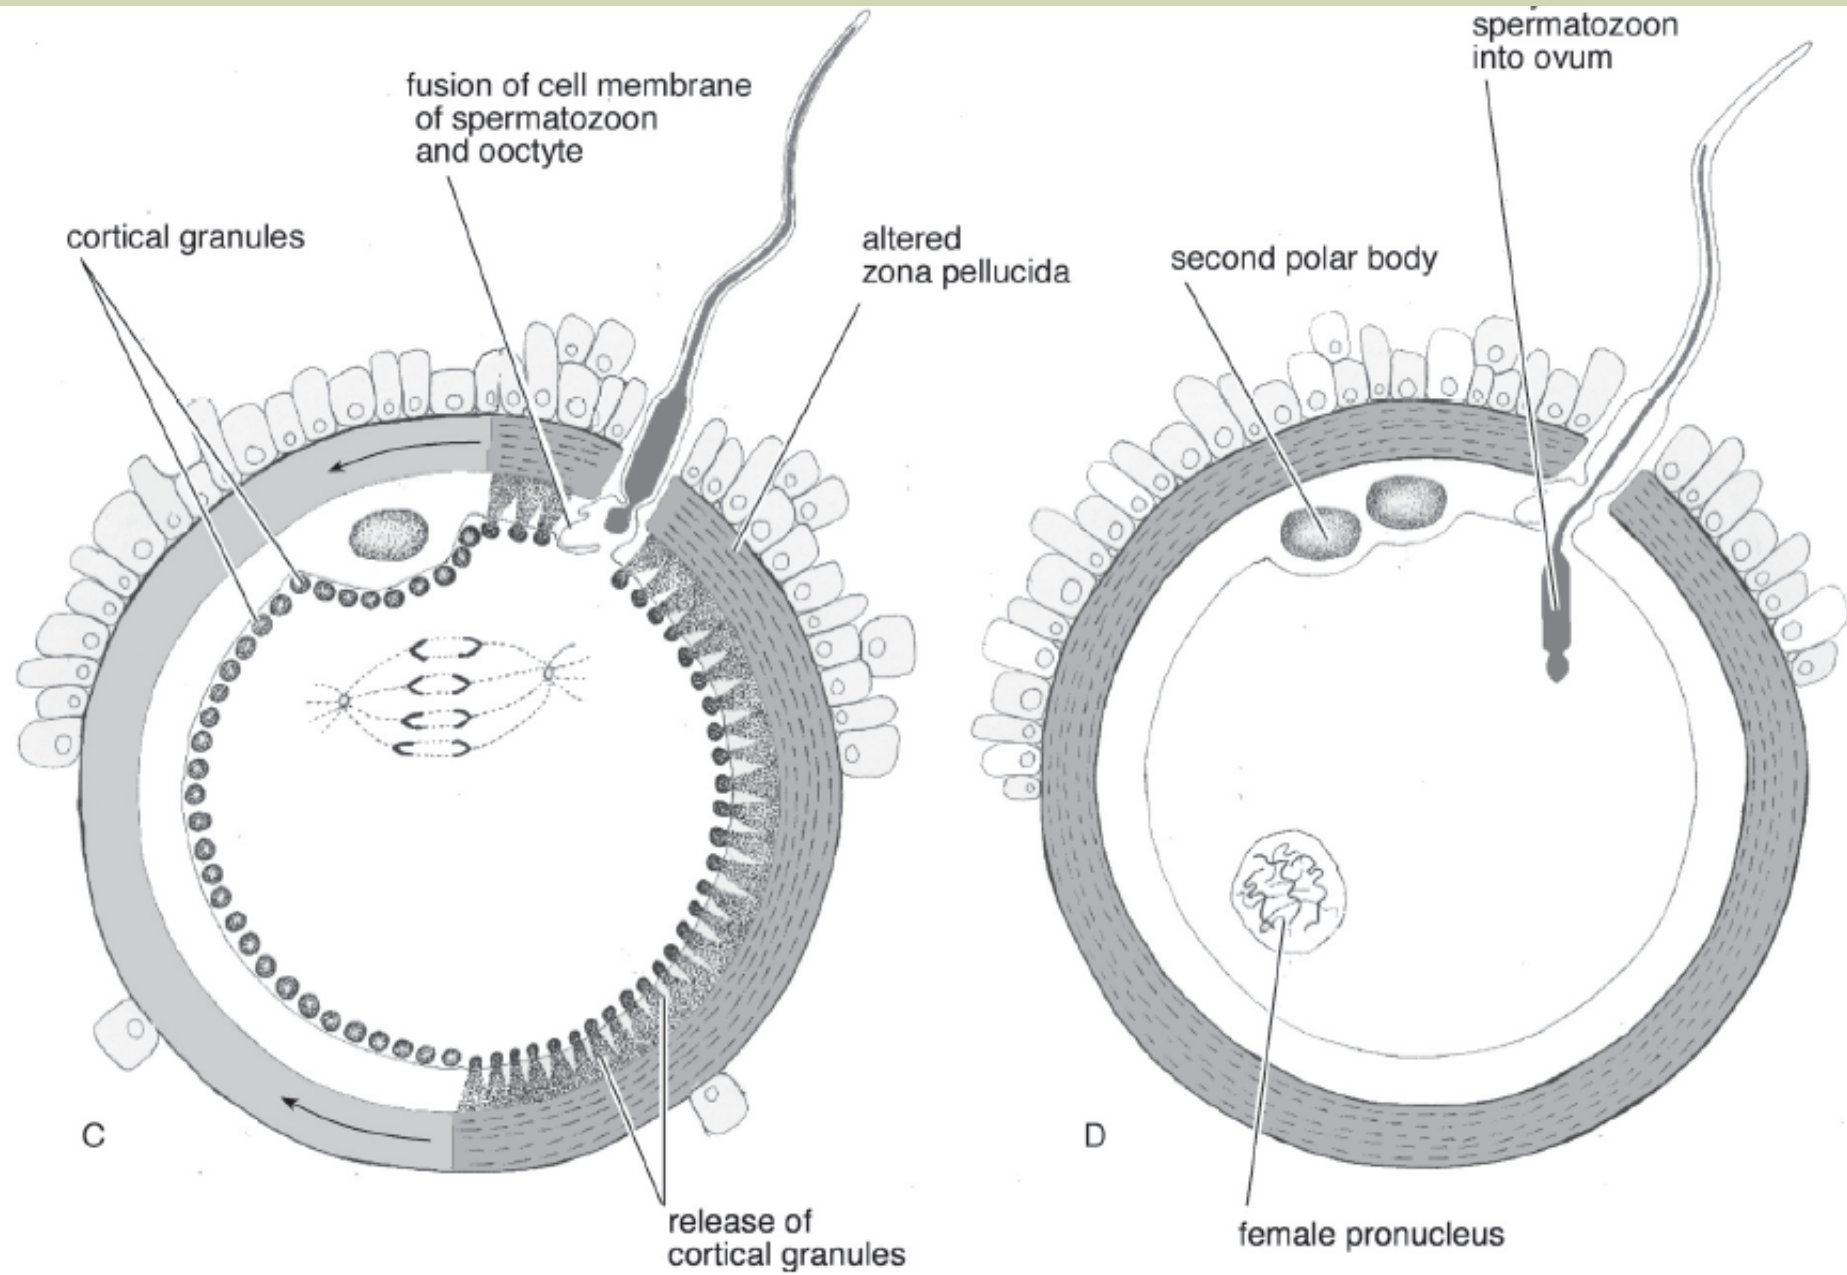 fusion of cell membrane
of spermatozoon
and ooctyte
cortical granules
altered
zona pellucida
C
release of
cortical granules
spermatozoon
into ovum
second polar body
D
female pronucleus